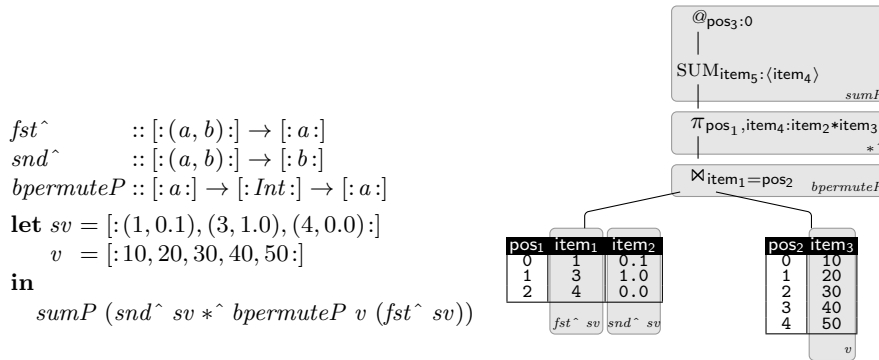 fst^ :: [:(a, b):] → [:a:]
snd^ :: [:(a, b):] → [:b:]
bpermuteP :: [:a:] → [:Int:] → [:a:]
let sv = [:(1, 0.1), (3, 1.0), (4, 0.0):]
v = [:10, 20, 30, 40, 50:]
in
sumP (snd^ sv *^ bpermuteP v (fst^ sv))
@pos₃:0
SUM item₅:⟨item₄⟩
sumP
π pos₁,item₄:item₂*item₃
*^
⋈ item₁=pos₂
bpermuteP
pos₁ item₁ item₂
0 1 0.1
1 3 1.0
2 4 0.0
fst^ sv snd^ sv
pos₂ item₃
0 10
1 20
2 30
3 40
4 50
v